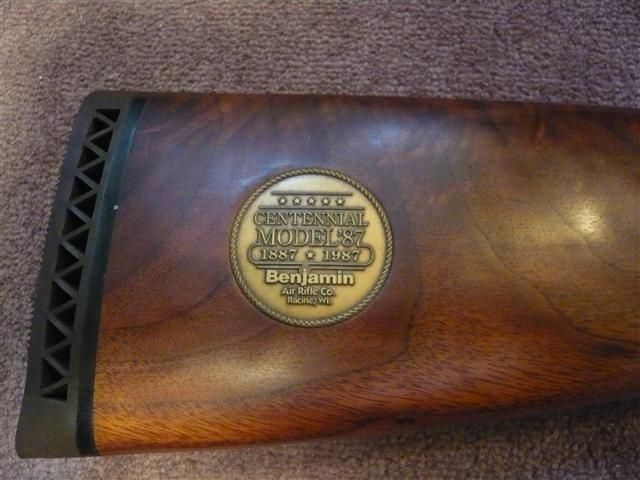 ★ ★ ★ ★ ★
CENTENNIAL
MODEL '87
1887 ★ 1987
Benjamin
Air Rifle Co.
Racine, WI.